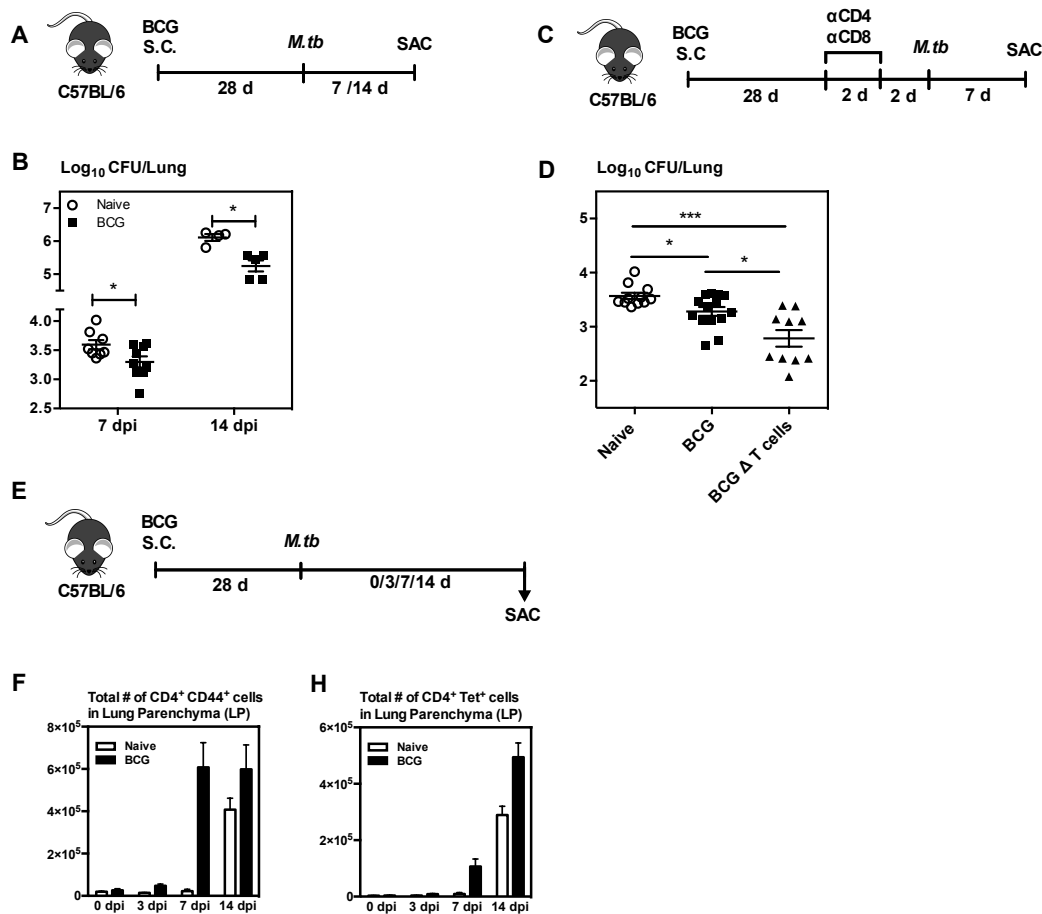 A
BCG
S.C.
M.tb
SAC
C57BL/6
28 d
7 /14 d
C
BCG
S.C
αCD4
αCD8
M.tb
SAC
C57BL/6
28 d
2 d
2 d
7 d
B
Log10 CFU/Lung
7
6
5
4.0
3.5
3.0
2.5
Naive
BCG
*
*
7 dpi
14 dpi
D
Log10 CFU/Lung
5
4
3
2
***
*
*
Naive
BCG
BCG Δ T cells
E
BCG
S.C.
M.tb
C57BL/6
28 d
0/3/7/14 d
SAC
F
Total # of CD4+ CD44+ cells
in Lung Parenchyma (LP)
8×10⁵
6×10⁵
4×10⁵
2×10⁵
0
Naive
BCG
0 dpi
3 dpi
7 dpi
14 dpi
H
Total # of CD4+ Tet+ cells
in Lung Parenchyma (LP)
6×10⁵
4×10⁵
2×10⁵
0
Naive
BCG
0 dpi
3 dpi
7 dpi
14 dpi